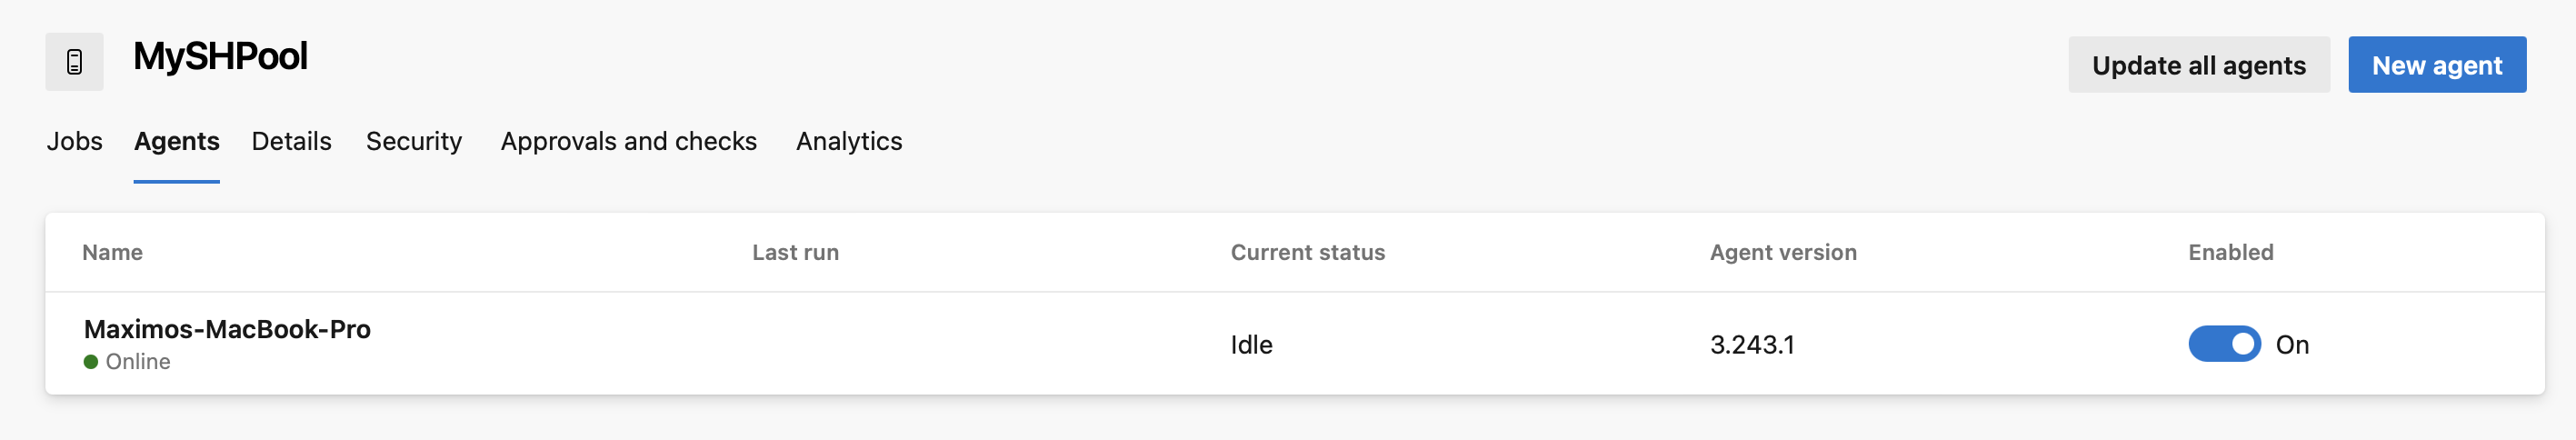 MySHPool
Update all agents
New agent
Jobs Agents Details Security Approvals and checks Analytics
Name Last run Current status Agent version Enabled
Maximos-MacBook-Pro
Online
Idle
3.243.1
On